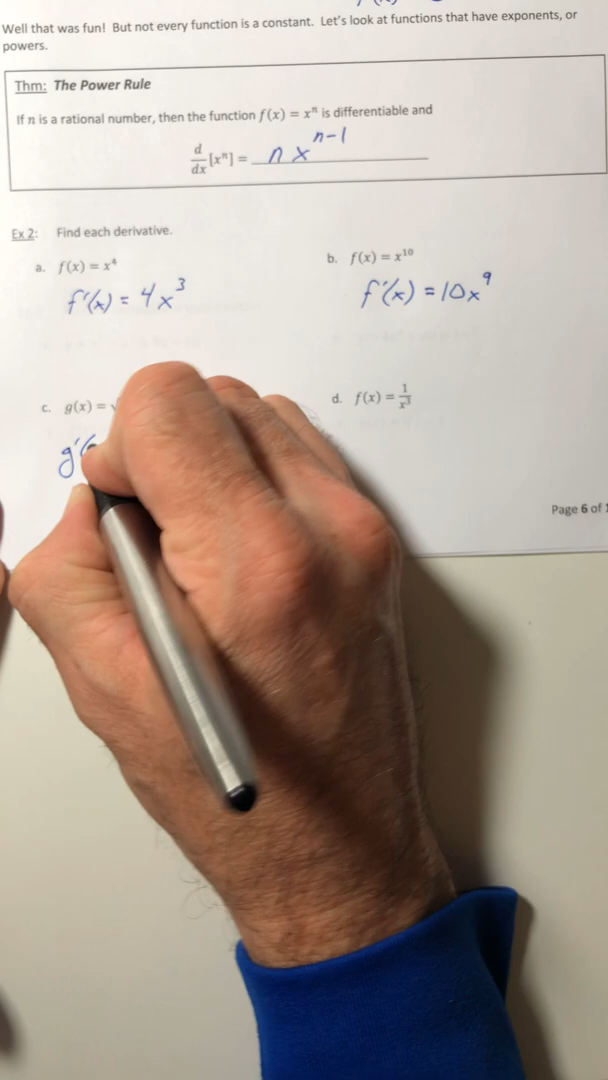 Well that was fun! But not every function is a constant. Let's look at functions that have exponents, or
powers.
Thm: The Power Rule
If n is a rational number, then the function f(x) = xⁿ is differentiable and
d/dx [xⁿ] = n x^(n-1)
Ex 2: Find each derivative.
a. f(x) = x⁴
b. f(x) = x¹⁰
f'(x) = 4x³
f'(x) = 10x⁹
c. g(x) =
d. f(x) = 1/x³
g'(
Page 6 of 1